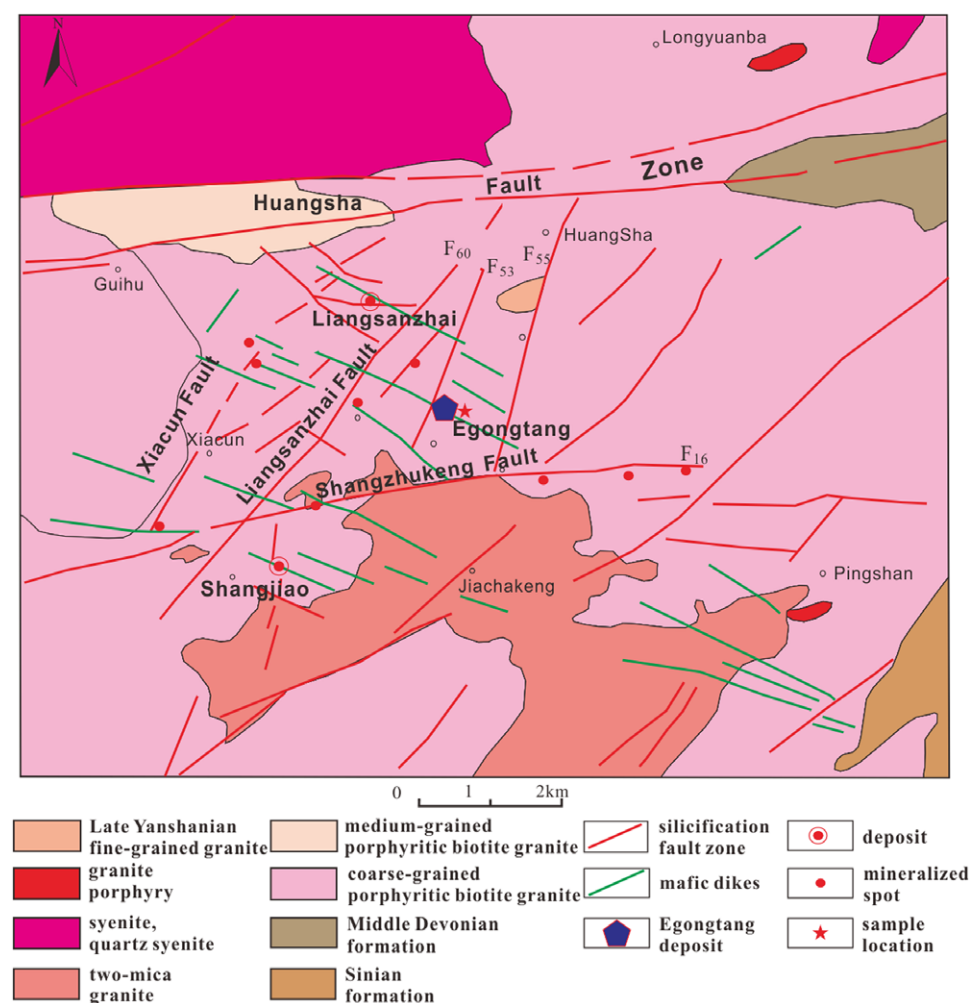 N
Longyuanba
Huangsha Fault Zone
HuangSha
F60
F53
F55
Guihu
Liangsanzhai
Xiacun Fault
Liangsanzhai Fault
Xiacun
Egongtang
Shangzhukeng Fault
F16
Shangjiao
Jiachakeng
Pingshan
0 1 2km
Late Yanshanian
fine-grained granite
medium-grained
porphyritic biotite granite
silicification
fault zone
deposit
granite
porphyry
coarse-grained
porphyritic biotite granite
mafic dikes
mineralized
spot
syenite,
quartz syenite
Middle Devonian
formation
Egongtang
deposit
sample
location
two-mica
granite
Sinian
formation